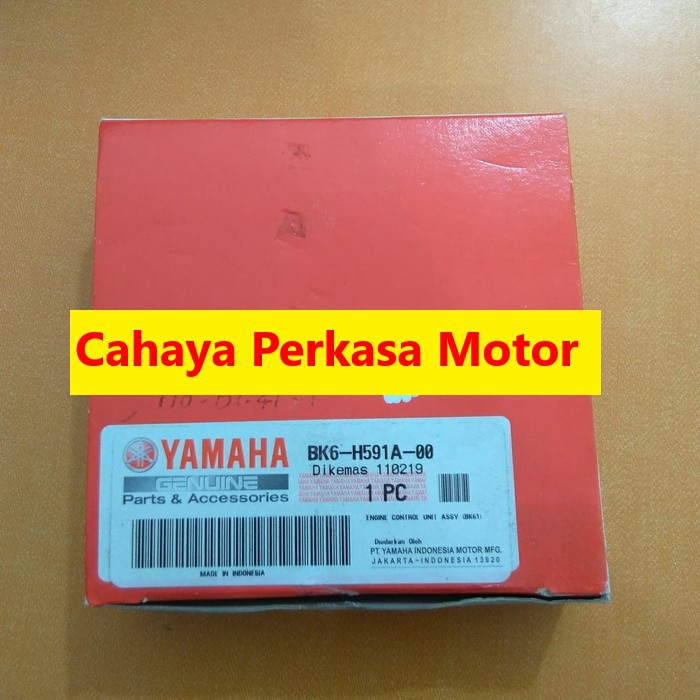 Cahaya Perkasa Motor
YAMAHA
GENUINE
Parts & Accessories
BK6-H591A-00
Dikemas 110219
1 PC
ENGINE CONTROL UNIT ASSY (BK61)
Diedarkan Oleh
PT. YAMAHA INDONESIA MOTOR MFG.
JAKARTA-INDONESIA 13920
MADE IN INDONESIA